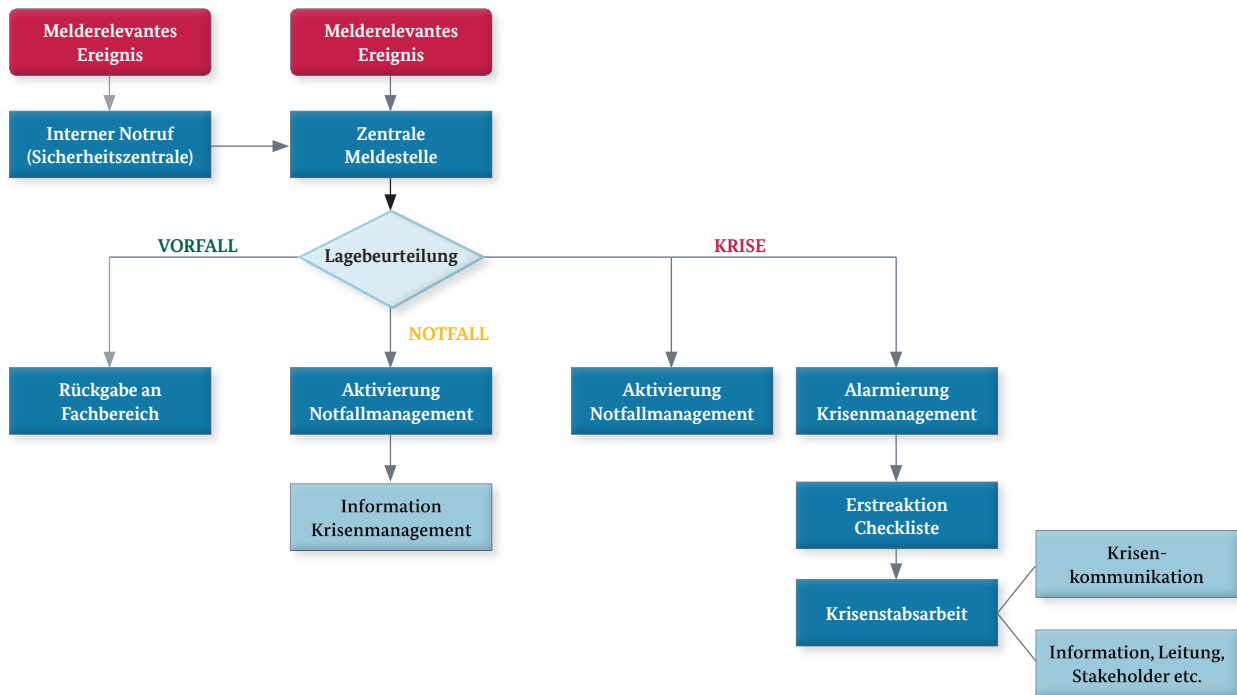 Melderelevantes
Ereignis
Melderelevantes
Ereignis
Interner Notruf
(Sicherheitszentrale)
Zentrale
Meldestelle
VORFALL
Lagebeurteilung
KRISE
NOTFALL
Rückgabe an
Fachbereich
Aktivierung
Notfallmanagement
Aktivierung
Notfallmanagement
Alarmierung
Krisenmanagement
Information
Krisenmanagement
Erstreaktion
Checkliste
Krisen-
kommunikation
Krisenstabsarbeit
Information, Leitung,
Stakeholder etc.